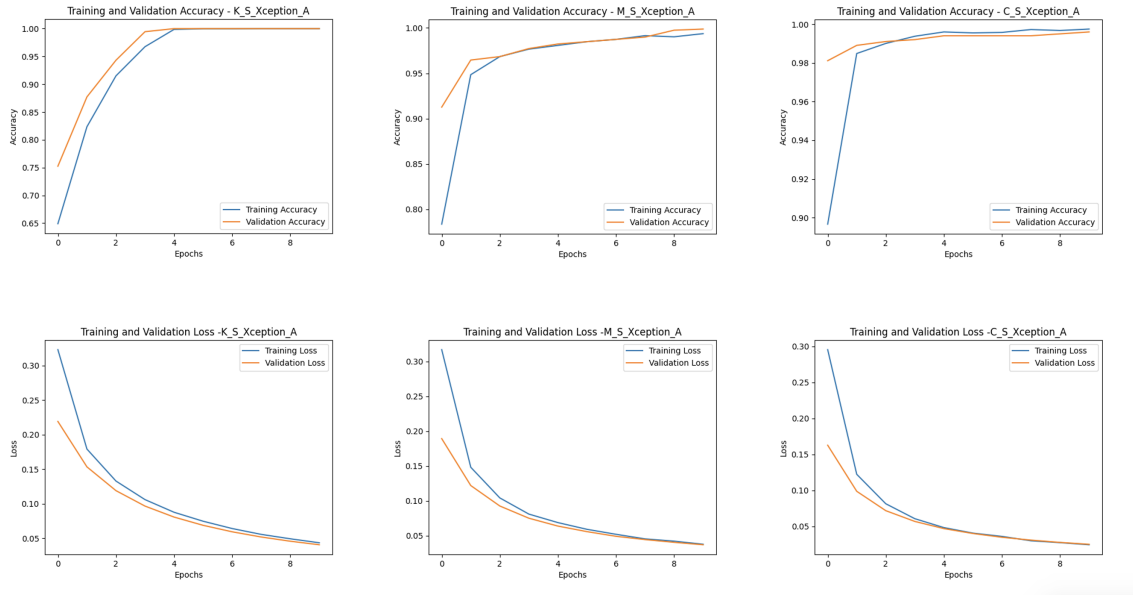 Training and Validation Accuracy - K_S_Xception_A
1.00
0.95
0.90
0.85
0.80
0.75
0.70
0.65
Accuracy
Training Accuracy
Validation Accuracy
0 2 4 6 8
Epochs
Training and Validation Accuracy - M_S_Xception_A
1.00
0.95
0.90
0.85
0.80
Accuracy
Training Accuracy
Validation Accuracy
0 2 4 6 8
Epochs
Training and Validation Accuracy - C_S_Xception_A
1.00
0.98
0.96
0.94
0.92
0.90
Accuracy
Training Accuracy
Validation Accuracy
0 2 4 6 8
Epochs
Training and Validation Loss -K_S_Xception_A
Training Loss
Validation Loss
0.30
0.25
0.20
0.15
0.10
0.05
Loss
0 2 4 6 8
Epochs
Training and Validation Loss -M_S_Xception_A
Training Loss
Validation Loss
0.30
0.25
0.20
0.15
0.10
0.05
Loss
0 2 4 6 8
Epochs
Training and Validation Loss -C_S_Xception_A
Training Loss
Validation Loss
0.30
0.25
0.20
0.15
0.10
0.05
Loss
0 2 4 6 8
Epochs